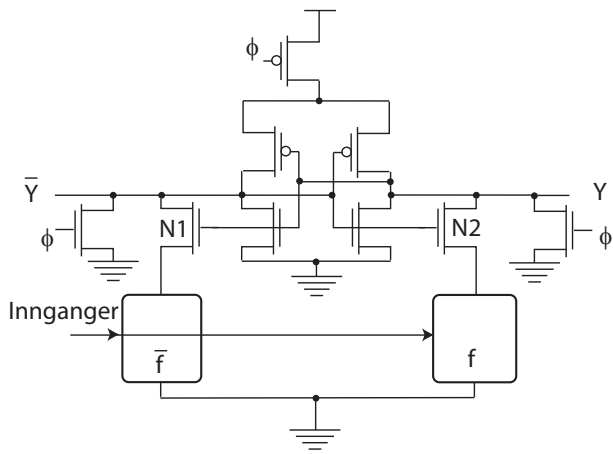 ϕ
Y̅ Y
N1 N2
ϕ ϕ
Innganger
f̅ f